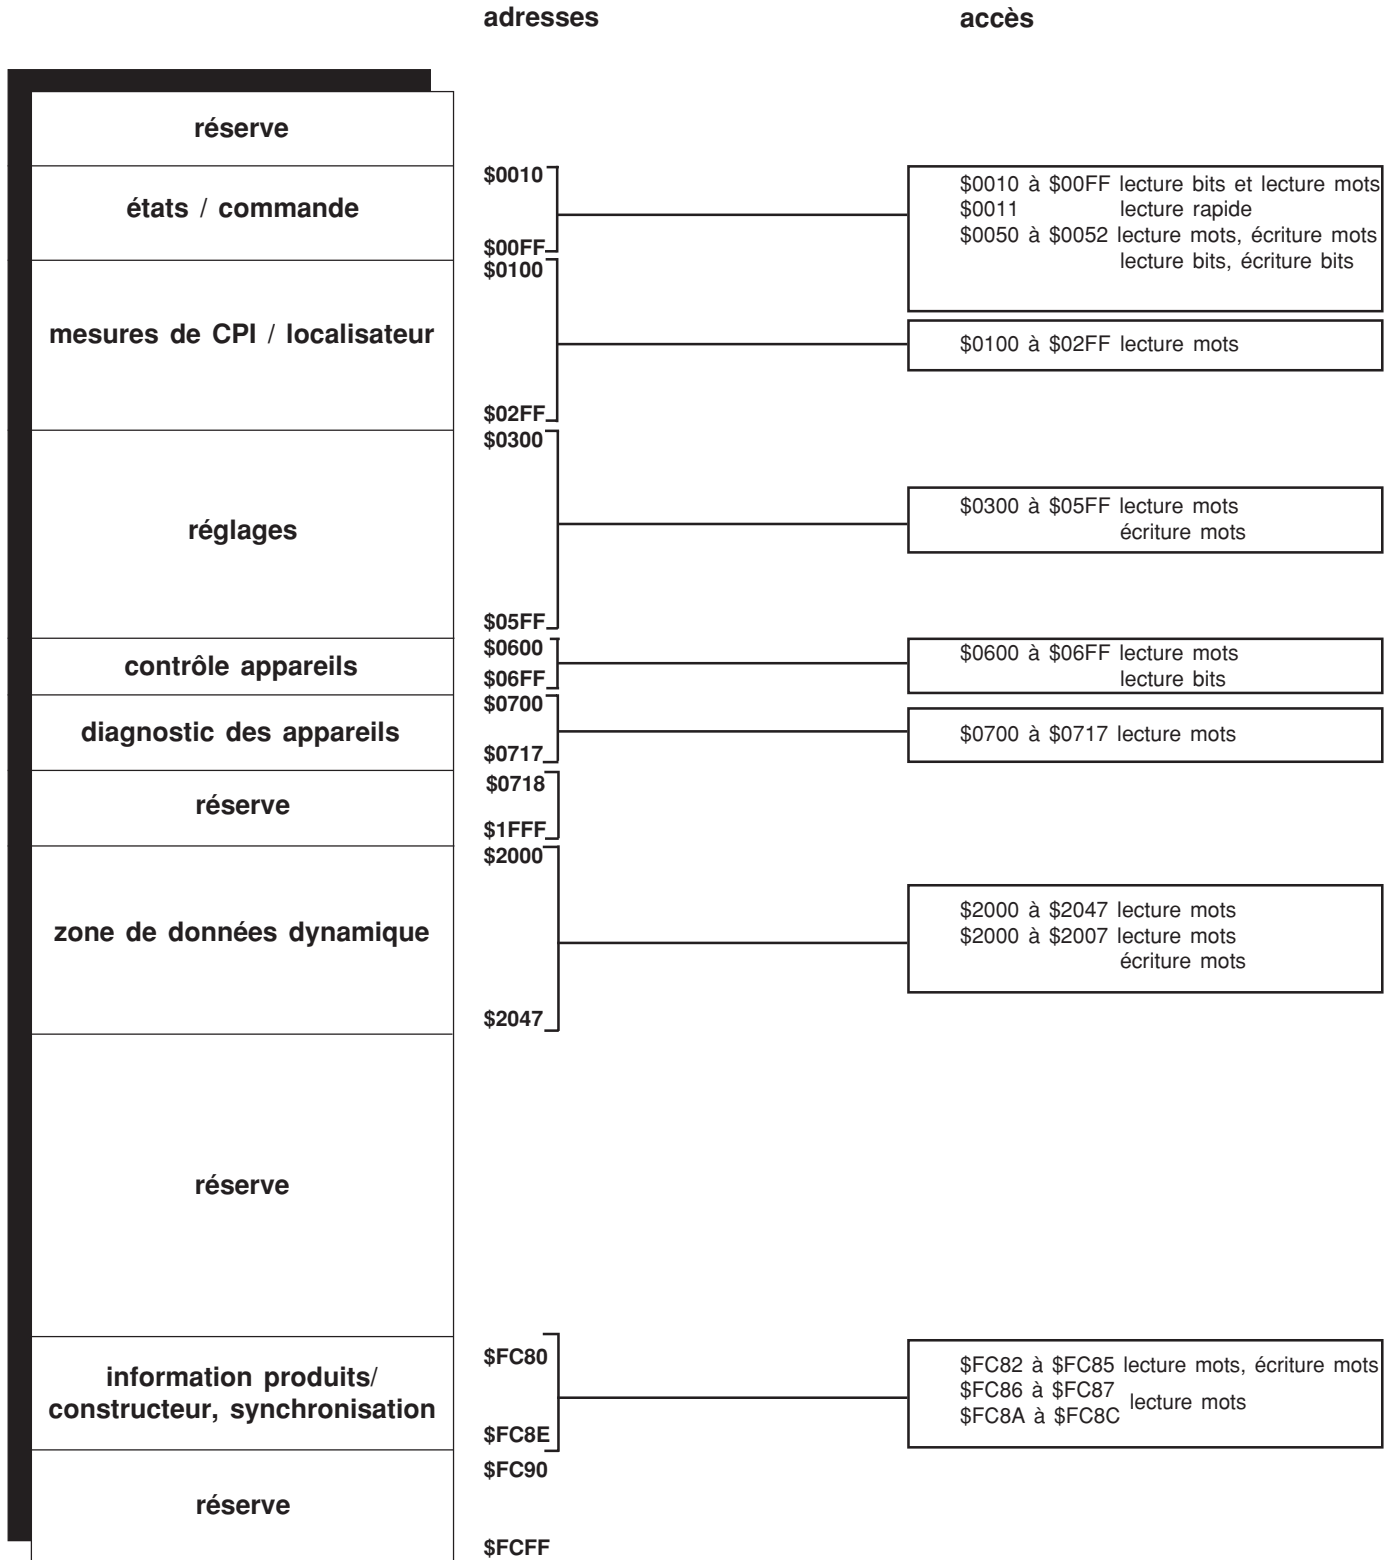 adresses
accès
réserve
états / commande
$0010
$00FF
$0010 à $00FF lecture bits et lecture mots
$0011 lecture rapide
$0050 à $0052 lecture mots, écriture mots
lecture bits, écriture bits
mesures de CPI / localisateur
$0100
$02FF
$0100 à $02FF lecture mots
réglages
$0300
$05FF
$0300 à $05FF lecture mots
écriture mots
contrôle appareils
$0600
$06FF
$0600 à $06FF lecture mots
lecture bits
diagnostic des appareils
$0700
$0717
$0700 à $0717 lecture mots
réserve
$0718
$1FFF
zone de données dynamique
$2000
$2047
$2000 à $2047 lecture mots
$2000 à $2007 lecture mots
écriture mots
réserve
information produits/
constructeur, synchronisation
$FC80
$FC8E
$FC82 à $FC85 lecture mots, écriture mots
$FC86 à $FC87
lecture mots
$FC8A à $FC8C
réserve
$FC90
$FCFF